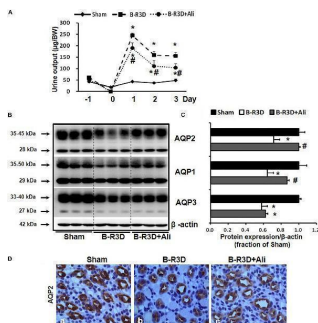 A
Sham B-R3D B-R3D+Ali
Urine output (µg/BW)
300
250
200
150
100
50
0
* * *
*# *# *#
-1 0 1 2 3 Day
B
35-45 kDa AQP2
28 kDa
35-50 kDa AQP1
29 kDa
33-40 kDa AQP3
27 kDa
42 kDa β-actin
Sham B-R3D B-R3D+Ali
C
Sham B-R3D B-R3D+Ali
*
#
*
#
*
*
0.0 0.2 0.4 0.6 0.8 1.0 1.2
Protein expression/β-actin
(fraction of Sham)
D
Sham B-R3D B-R3D+Ali
AQP2
a b c